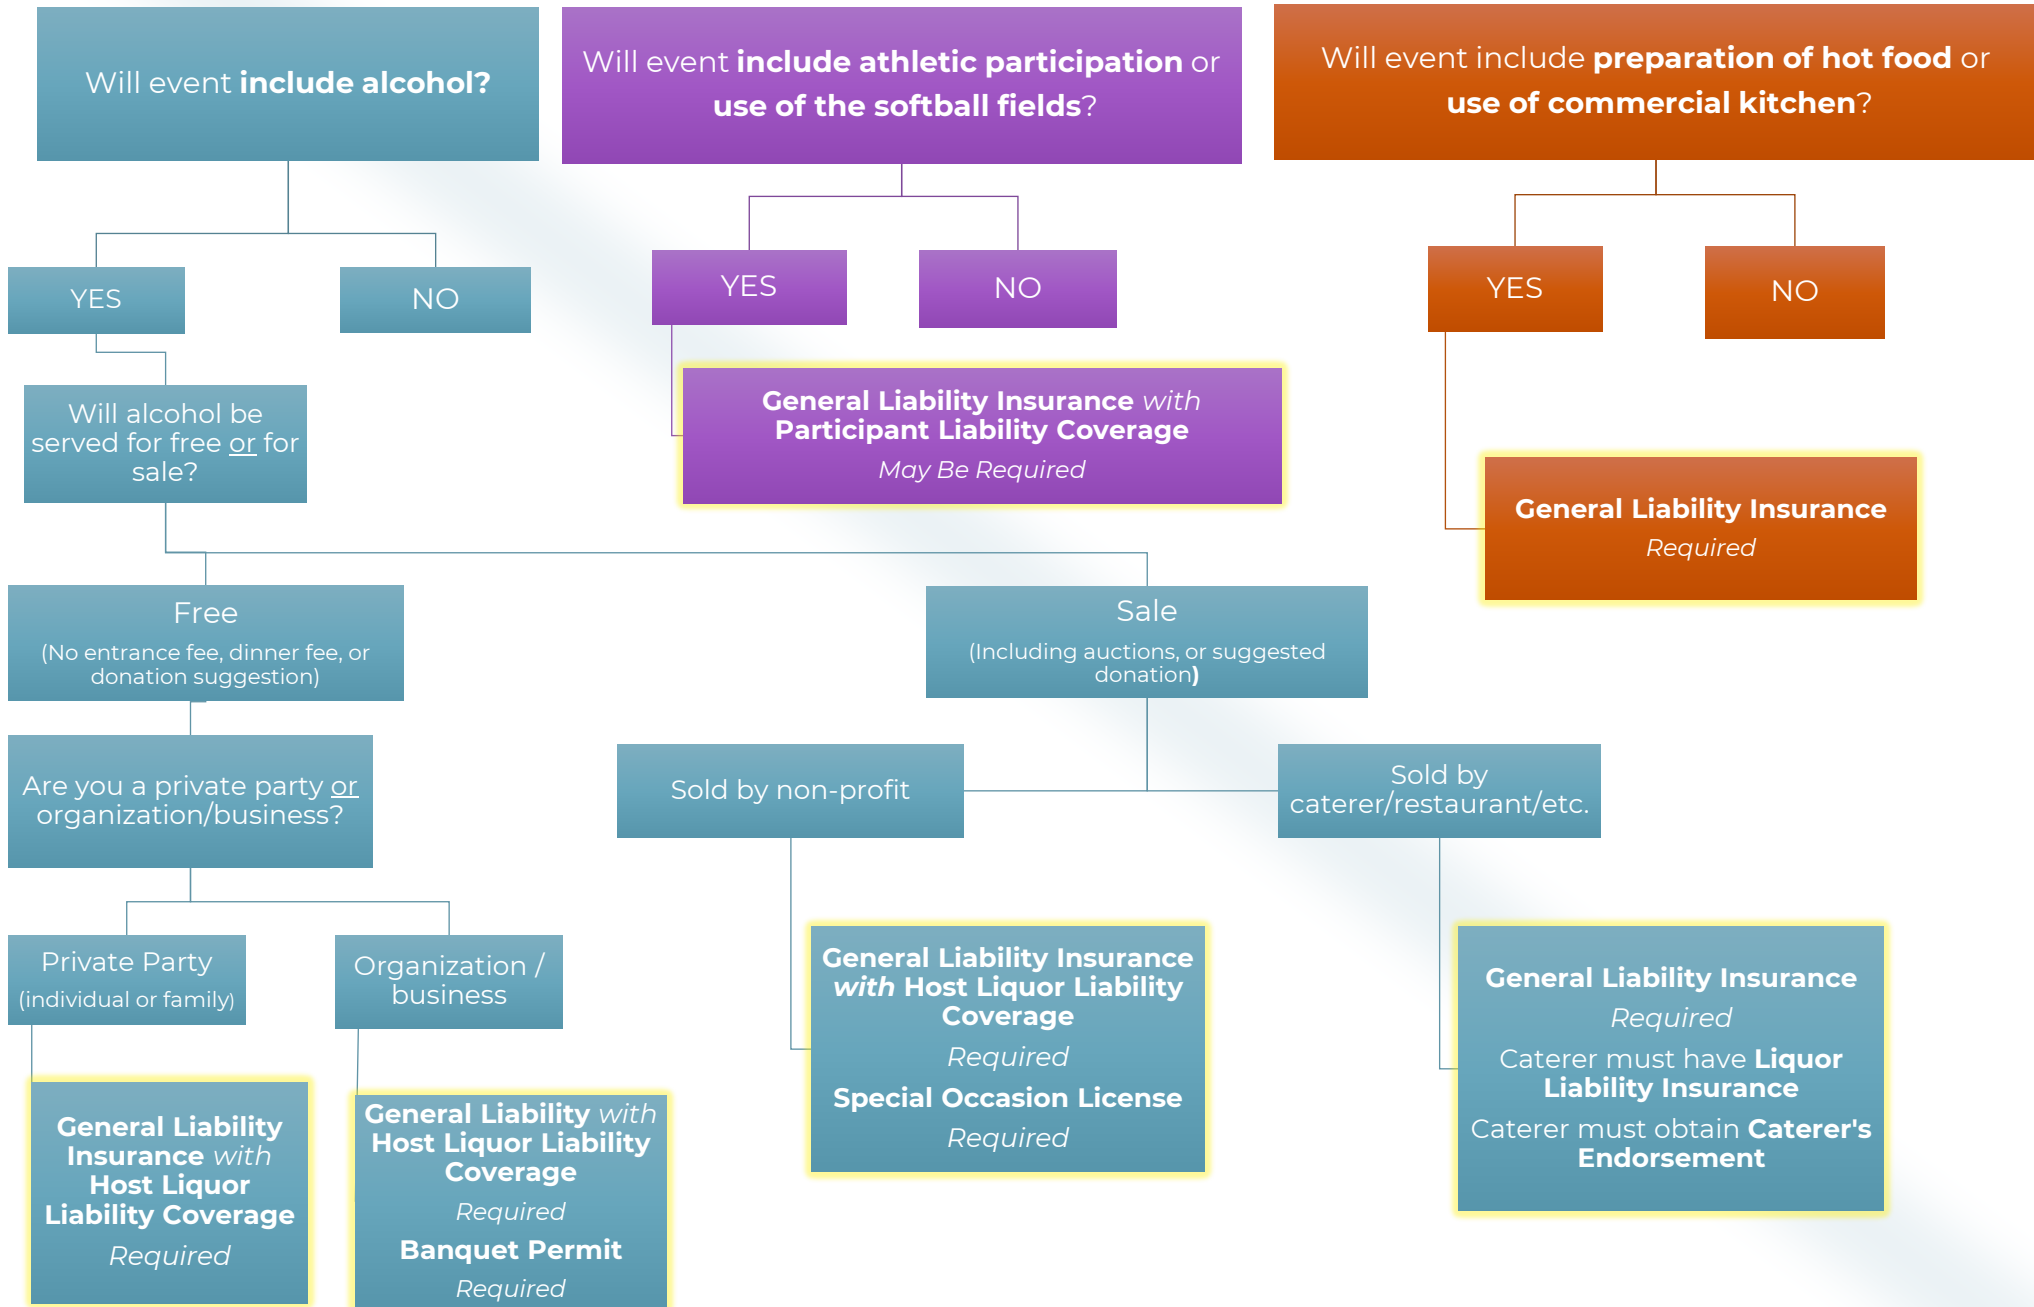 Will event include alcohol?
Will event include athletic participation or
use of the softball fields?
Will event include preparation of hot food or
use of commercial kitchen?
YES
NO
YES
NO
YES
NO
Will alcohol be
served for free or for
sale?
General Liability Insurance with
Participant Liability Coverage
May Be Required
General Liability Insurance
Required
Free
(No entrance fee, dinner fee, or
donation suggestion)
Sale
(Including auctions, or suggested
donation)
Are you a private party or
organization/business?
Sold by non-profit
Sold by
caterer/restaurant/etc.
Private Party
(individual or family)
Organization /
business
General Liability
Insurance with
Host Liquor
Liability Coverage
Required
General Liability with
Host Liquor Liability
Coverage
Required
Banquet Permit
Required
General Liability Insurance
with Host Liquor Liability
Coverage
Required
Special Occasion License
Required
General Liability Insurance
Required
Caterer must have Liquor
Liability Insurance
Caterer must obtain Caterer's
Endorsement